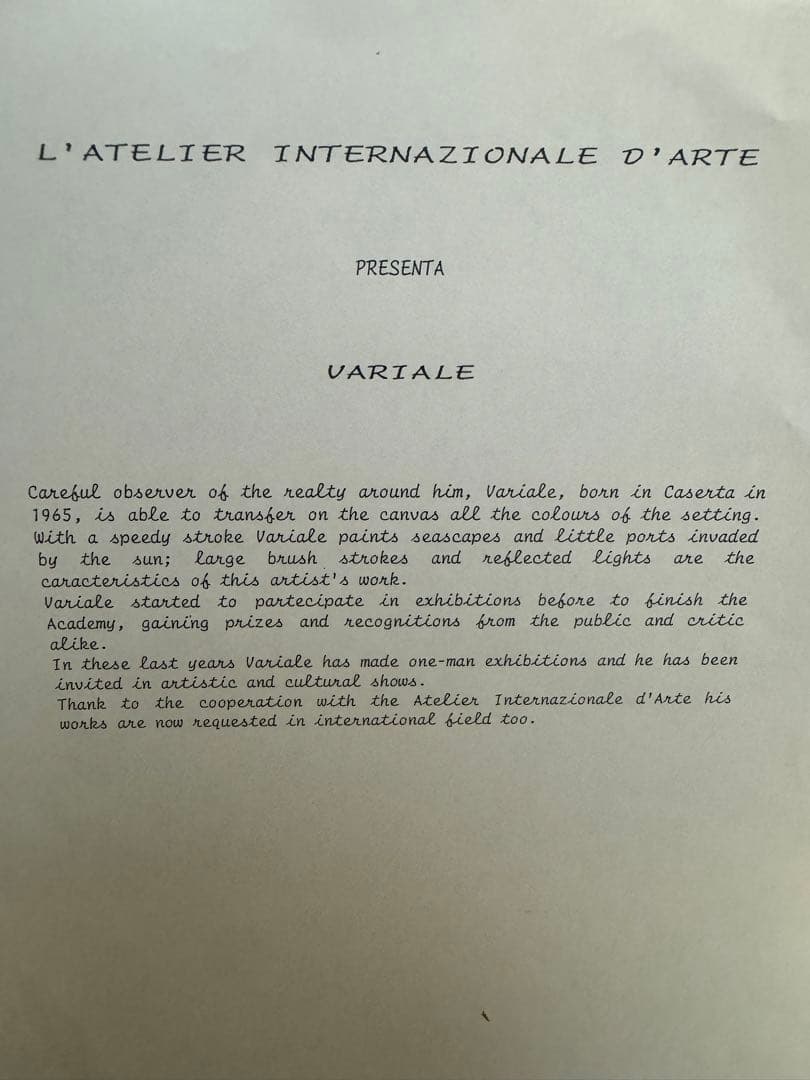 L'ATELIER INTERNAZIONALE D'ARTE
PRESENTA
VARIALE
Careful observer of the realty around him, Variale, born in Caserta in
1965, is able to transfer on the canvas all the colours of the setting.
With a speedy stroke Variale paints seascapes and little ports invaded
by the sun; large brush strokes and reflected lights are the
caracteristics of this artist's work.
Variale started to partecipate in exhibitions before to finish the
Academy, gaining prizes and recognitions from the public and critic
alike.
In these last years Variale has made one-man exhibitions and he has been
invited in artistic and cultural shows.
Thank to the cooperation with the Atelier Internazionale d'Arte his
works are now requested in international field too.